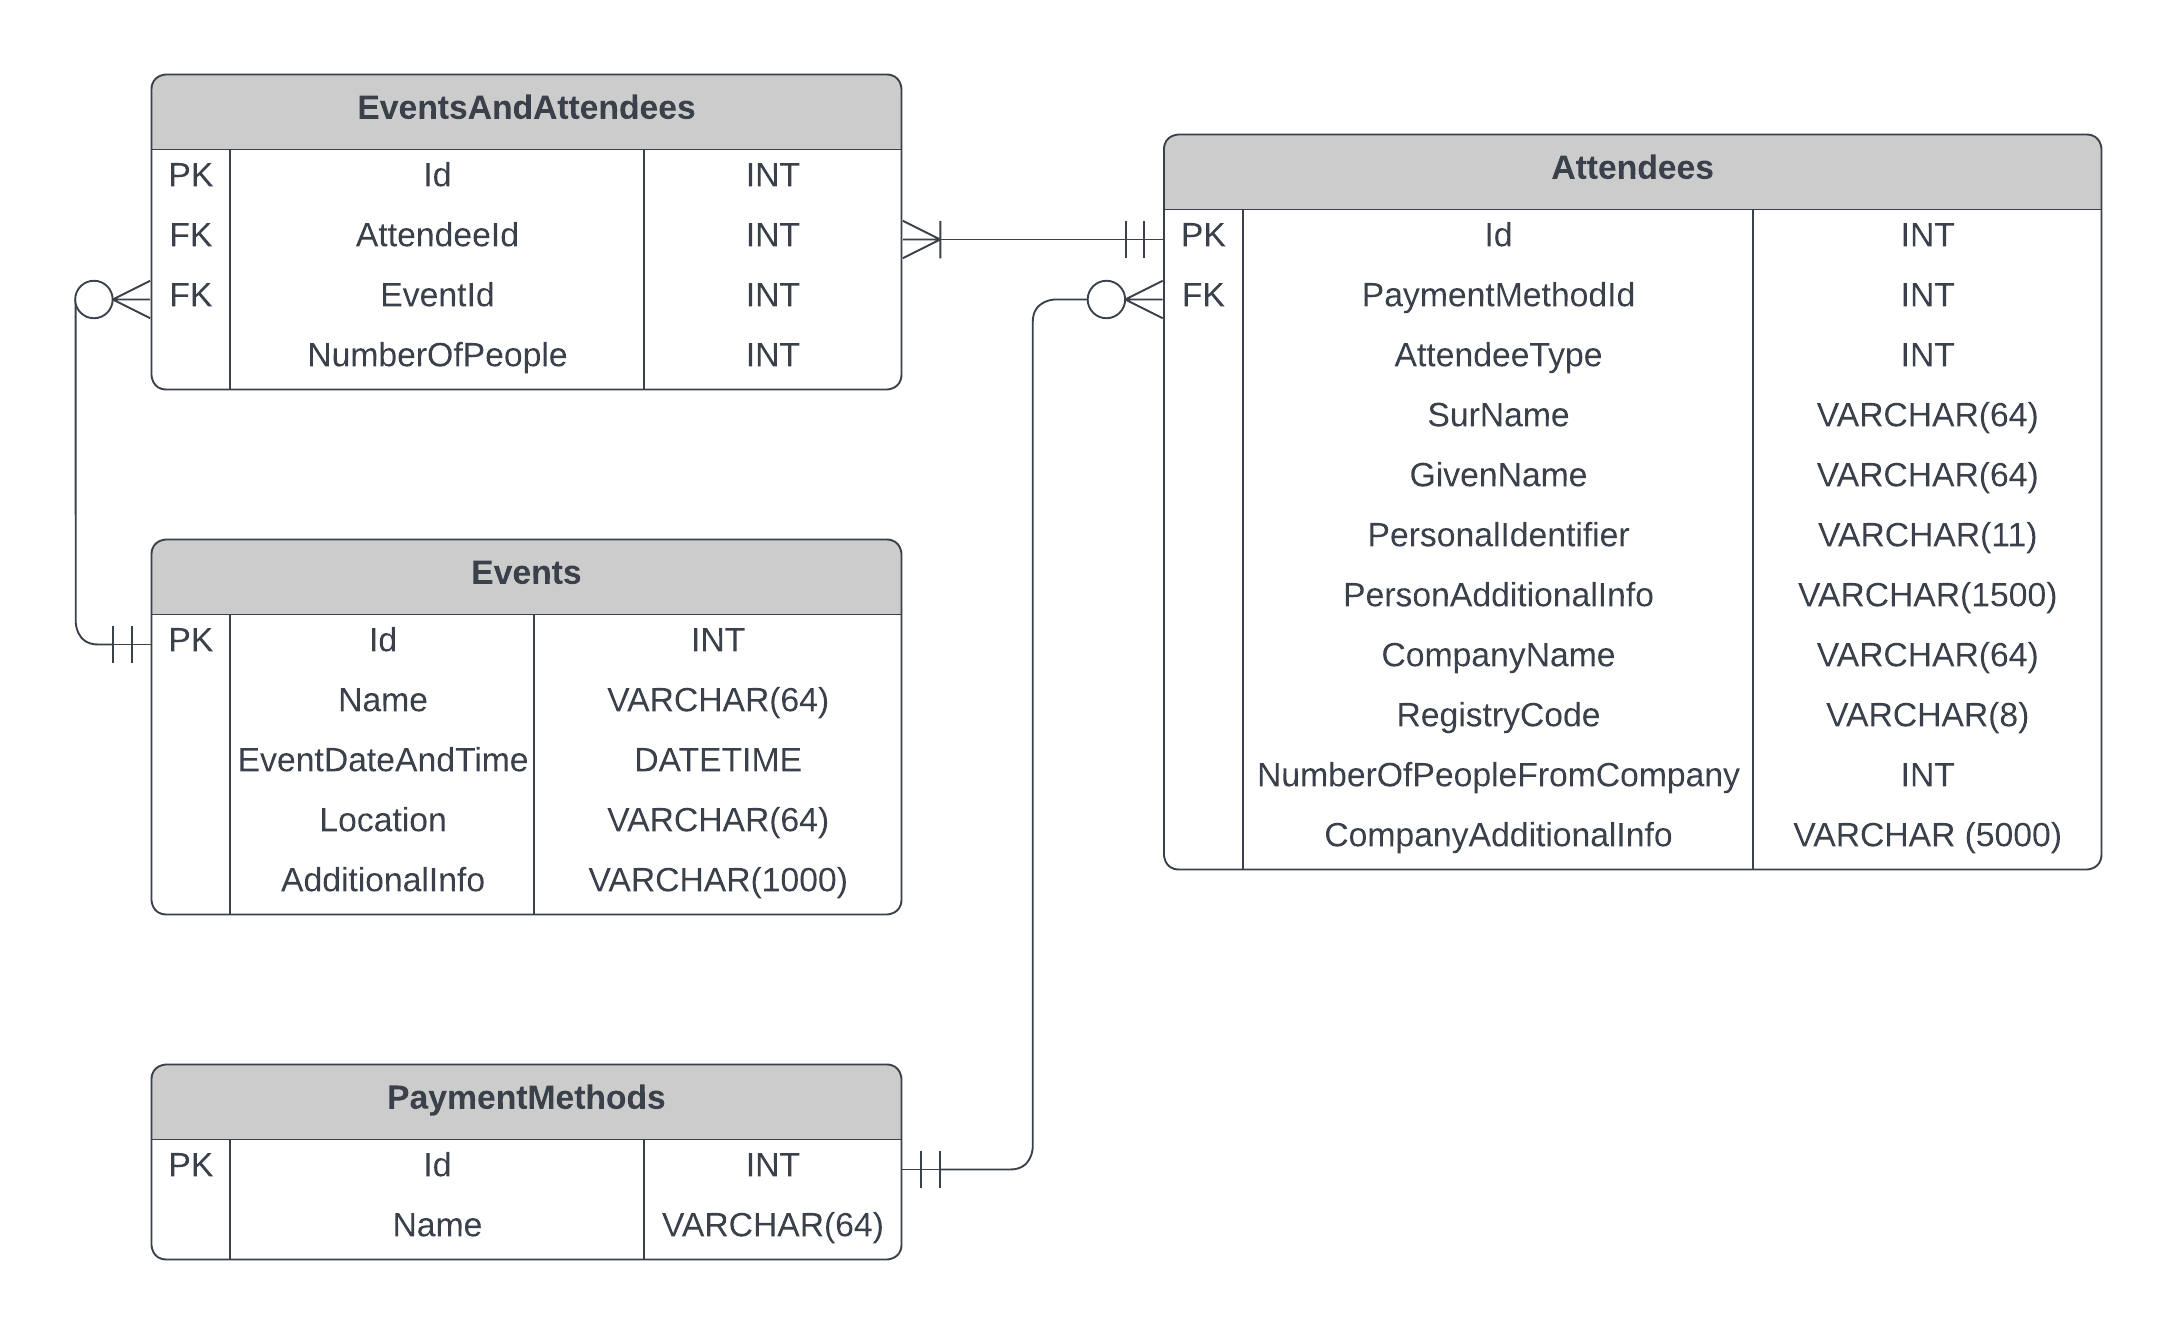 EventsAndAttendees
PK Id INT
FK AttendeeId INT
FK EventId INT
NumberOfPeople INT
Attendees
PK Id INT
FK PaymentMethodId INT
AttendeeType INT
SurName VARCHAR(64)
GivenName VARCHAR(64)
PersonalIdentifier VARCHAR(11)
PersonAdditionalInfo VARCHAR(1500)
CompanyName VARCHAR(64)
RegistryCode VARCHAR(8)
NumberOfPeopleFromCompany INT
CompanyAdditionalInfo VARCHAR (5000)
Events
PK Id INT
Name VARCHAR(64)
EventDateAndTime DATETIME
Location VARCHAR(64)
AdditionalInfo VARCHAR(1000)
PaymentMethods
PK Id INT
Name VARCHAR(64)